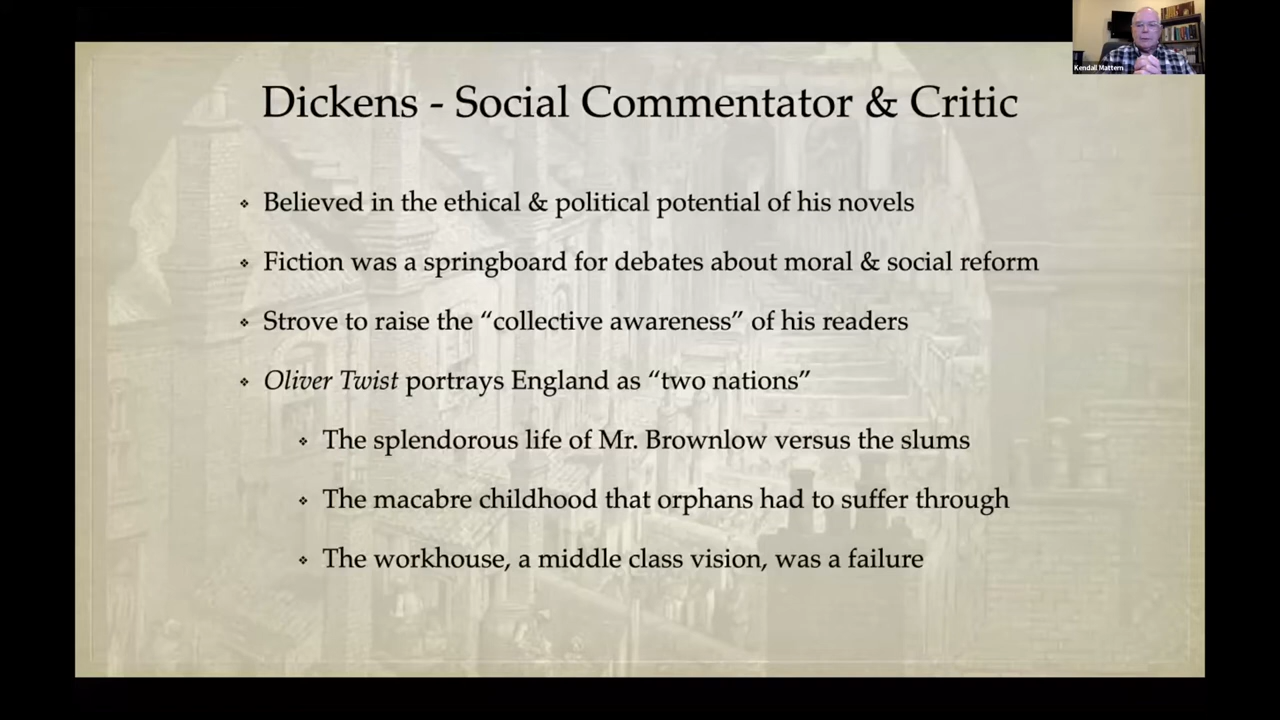 Kendall Mattern
Dickens - Social Commentator & Critic
❖ Believed in the ethical & political potential of his novels
❖ Fiction was a springboard for debates about moral & social reform
❖ Strove to raise the “collective awareness” of his readers
❖ Oliver Twist portrays England as “two nations”
❖ The splendorous life of Mr. Brownlow versus the slums
❖ The macabre childhood that orphans had to suffer through
❖ The workhouse, a middle class vision, was a failure